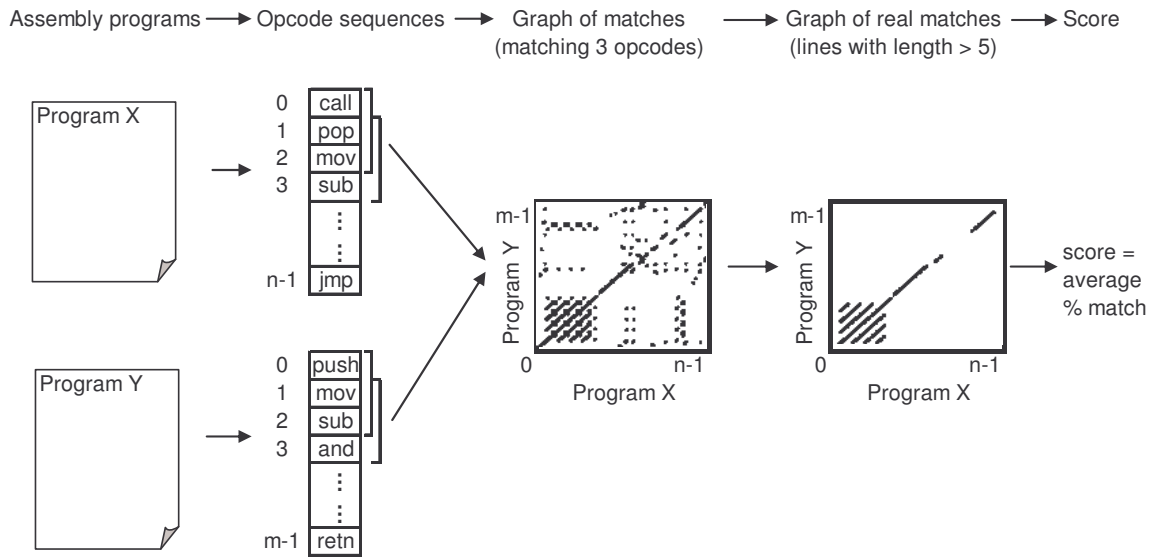 Assembly programs
Opcode sequences
Graph of matches
(matching 3 opcodes)
Graph of real matches
(lines with length > 5)
Score
Program X
0 call
1 pop
2 mov
3 sub
n-1 jmp
Program Y
0 push
1 mov
2 sub
3 and
m-1 retn
m-1
Program Y
0
n-1
Program X
m-1
Program Y
0
n-1
Program X
score =
average
% match